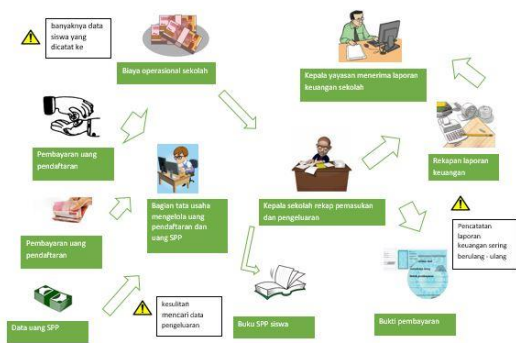 banyaknya data
siswa yang
dicatat ke
Biaya operasional sekolah
Kepala yayasan menerima laporan
keuangan sekolah
Pembayaran uang
pendaftaran
Bagian tata usaha
mengelola uang
pendaftaran dan
uang SPP
Kepala sekolah rekap pemasukan
dan pengeluaran
Rekapan laporan
keuangan
Pembayaran uang
pendaftaran
Pencatatan
laporan
keuangan sering
berulang - ulang
Data uang SPP
kesulitan
mencari data
pengeluaran
Buku SPP siswa
Bukti pembayaran